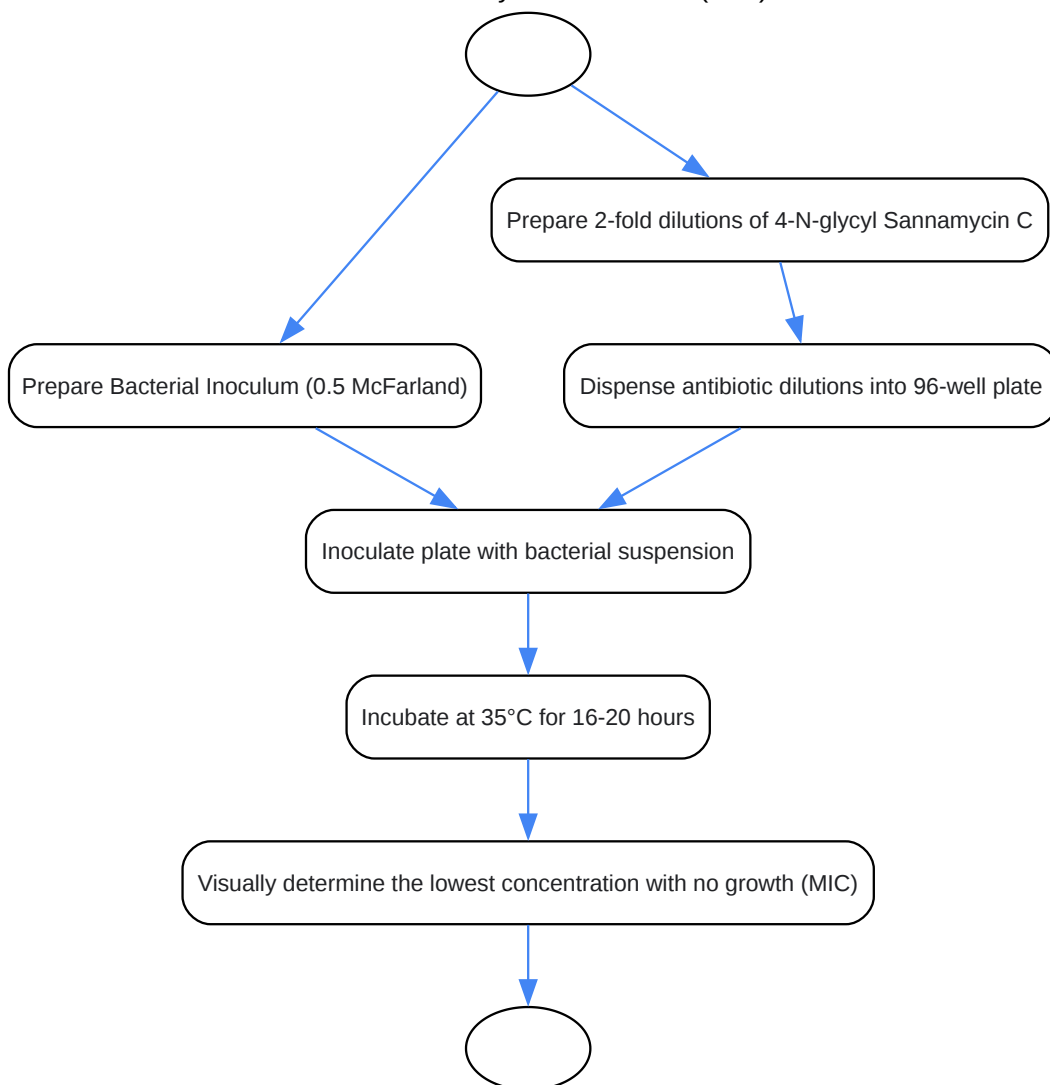 Prepare 2-fold dilutions of 4-N-glycyl Sannamycin C
Prepare Bacterial Inoculum (0.5 McFarland)
Dispense antibiotic dilutions into 96-well plate
Inoculate plate with bacterial suspension
Incubate at 35°C for 16-20 hours
Visually determine the lowest concentration with no growth (MIC)